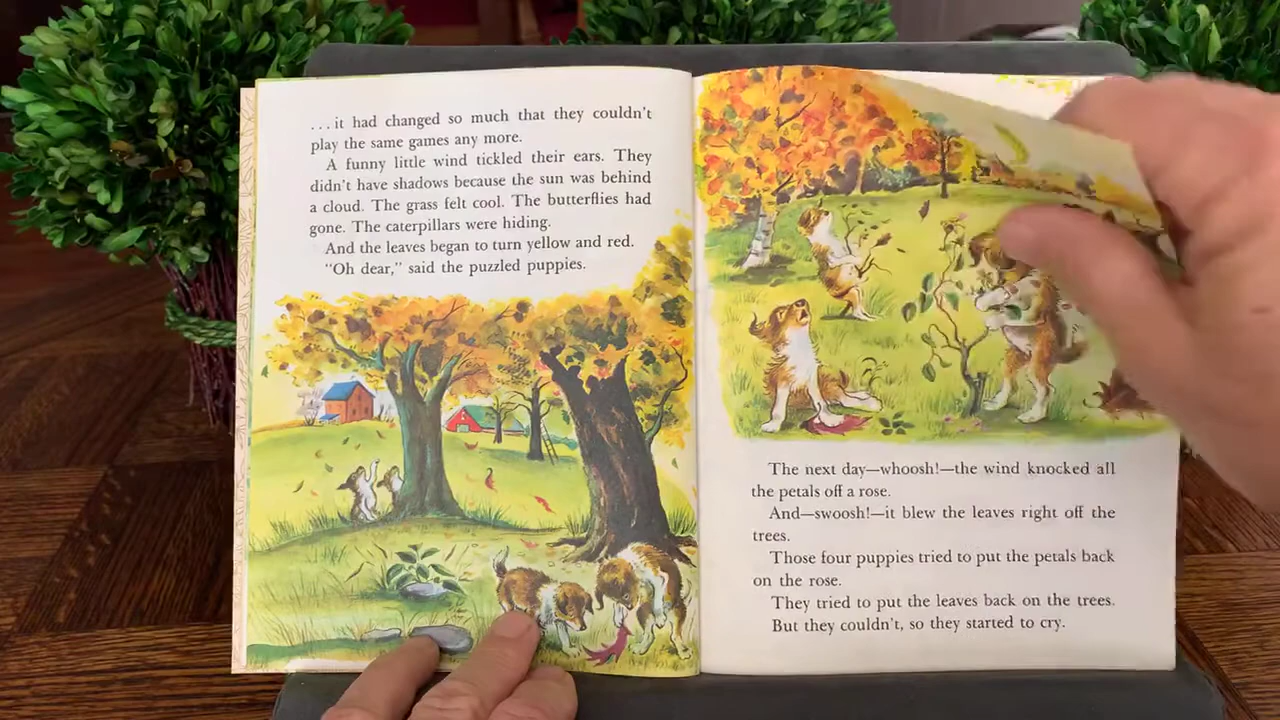 ...it had changed so much that they couldn't
play the same games any more.
A funny little wind tickled their ears. They
didn't have shadows because the sun was behind
a cloud. The grass felt cool. The butterflies had
gone. The caterpillars were hiding.
And the leaves began to turn yellow and red.
"Oh dear," said the puzzled puppies.
The next day—whoosh!—the wind knocked all
the petals off a rose.
And—swoosh!—it blew the leaves right off the
trees.
Those four puppies tried to put the petals back
on the rose.
They tried to put the leaves back on the trees.
But they couldn't, so they started to cry.